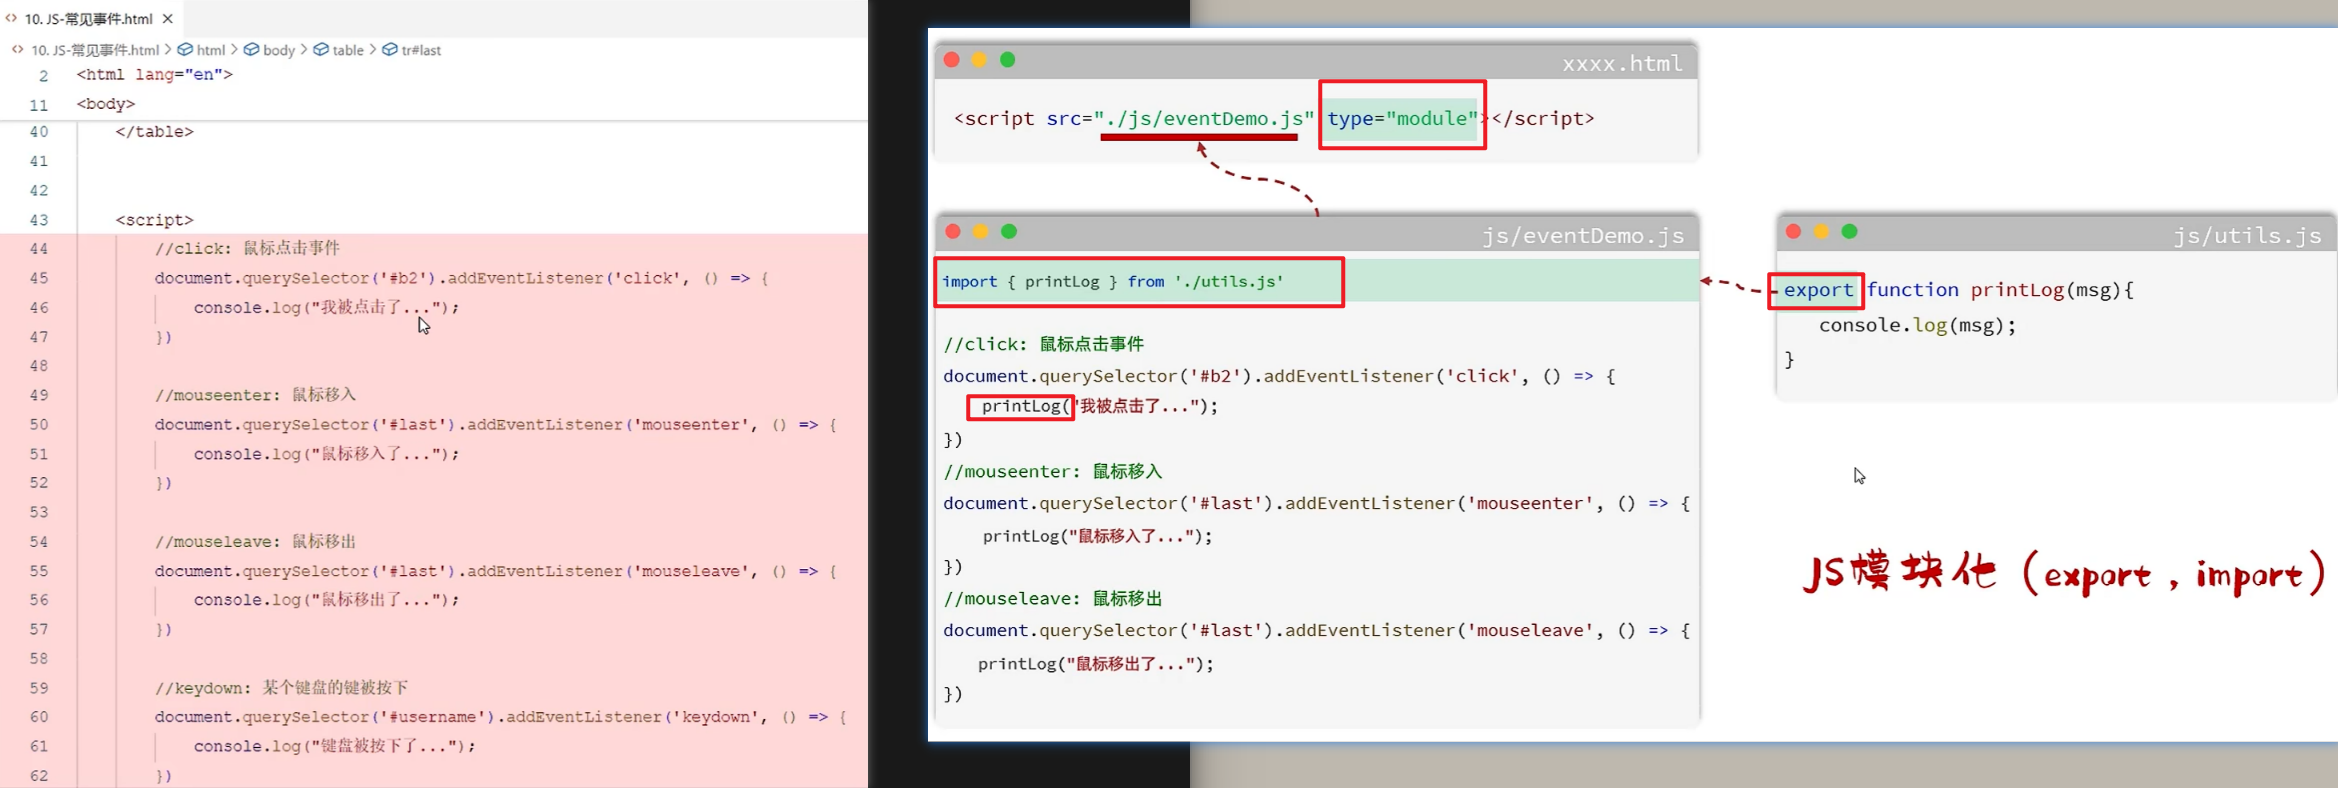 10. JS-常见事件.html
10. JS-常见事件.html > html > body > table > tr#last
2 <html lang="en">
11 <body>
40 </table>
41
42
43 <script>
44 //click: 鼠标点击事件
45 document.querySelector('#b2').addEventListener('click', () => {
46 console.log("我被点击了...");
47 })
48
49 //mouseenter: 鼠标移入
50 document.querySelector('#last').addEventListener('mouseenter', () => {
51 console.log("鼠标移入了...");
52 })
53
54 //mouseleave: 鼠标移出
55 document.querySelector('#last').addEventListener('mouseleave', () => {
56 console.log("鼠标移出了...");
57 })
58
59 //keydown: 某个键盘的键被按下
60 document.querySelector('#username').addEventListener('keydown', () => {
61 console.log("键盘被按下了...");
62 })
xxxx.html
<script src="./js/eventDemo.js" type="module"></script>
js/eventDemo.js
import { printLog } from './utils.js'
//click: 鼠标点击事件
document.querySelector('#b2').addEventListener('click', () => {
printLog("我被点击了...");
})
//mouseenter: 鼠标移入
document.querySelector('#last').addEventListener('mouseenter', () => {
printLog("鼠标移入了...");
})
//mouseleave: 鼠标移出
document.querySelector('#last').addEventListener('mouseleave', () => {
printLog("鼠标移出了...");
})
js/utils.js
export function printLog(msg){
console.log(msg);
}
JS模块化（export，import）